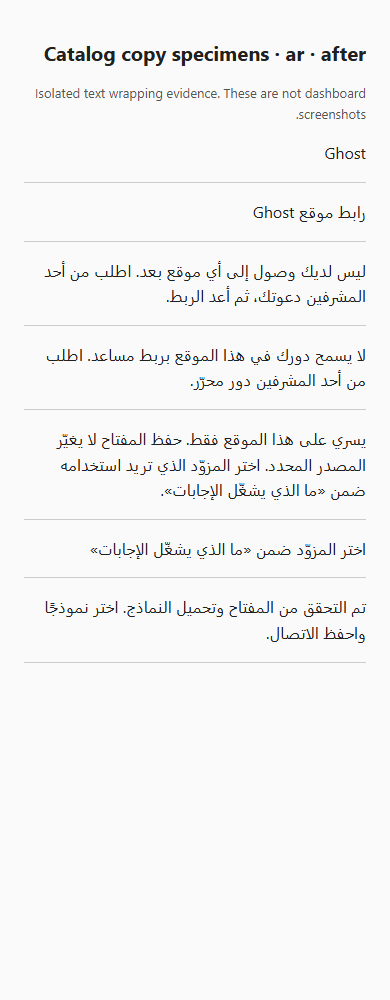 Catalog copy specimens · ar · after
Isolated text wrapping evidence. These are not dashboard
screenshots.
Ghost
رابط موقع Ghost
ليس لديك وصول إلى أي موقع بعد. اطلب من أحد
المشرفين دعوتك، ثم أعد الربط.
لا يسمح دورك في هذا الموقع بربط مساعد. اطلب
من أحد المشرفين دور محرّر.
يسري على هذا الموقع فقط. حفظ المفتاح لا يغيّر
المصدر المحدد. اختر المزوّد الذي تريد استخدامه
ضمن «ما الذي يشغّل الإجابات».
اختر المزوّد ضمن «ما الذي يشغّل الإجابات»
تم التحقق من المفتاح وتحميل النماذج. اختر نموذجًا
واحفظ الاتصال.